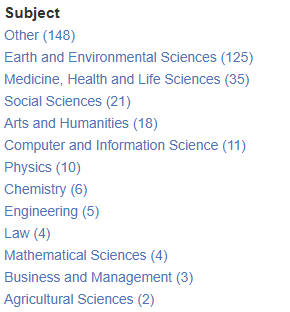 Subject
Other (148)
Earth and Environmental Sciences (125)
Medicine, Health and Life Sciences (35)
Social Sciences (21)
Arts and Humanities (18)
Computer and Information Science (11)
Physics (10)
Chemistry (6)
Engineering (5)
Law (4)
Mathematical Sciences (4)
Business and Management (3)
Agricultural Sciences (2)